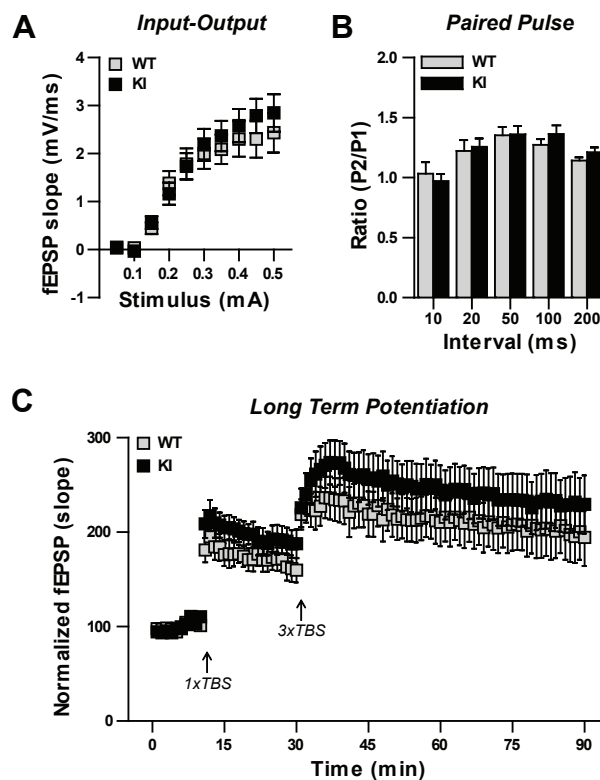 A
Input-Output
WT
KI
fEPSP slope (mV/ms)
4
3
2
1
0
-1
0.1 0.2 0.3 0.4 0.5
Stimulus (mA)
B
Paired Pulse
WT
KI
Ratio (P2/P1)
2.0
1.5
1.0
0.5
0.0
10 20 50 100 200
Interval (ms)
C
Long Term Potentiation
WT
KI
Normalized fEPSP (slope)
300
200
100
0
1xTBS
3xTBS
0 15 30 45 60 75 90
Time (min)